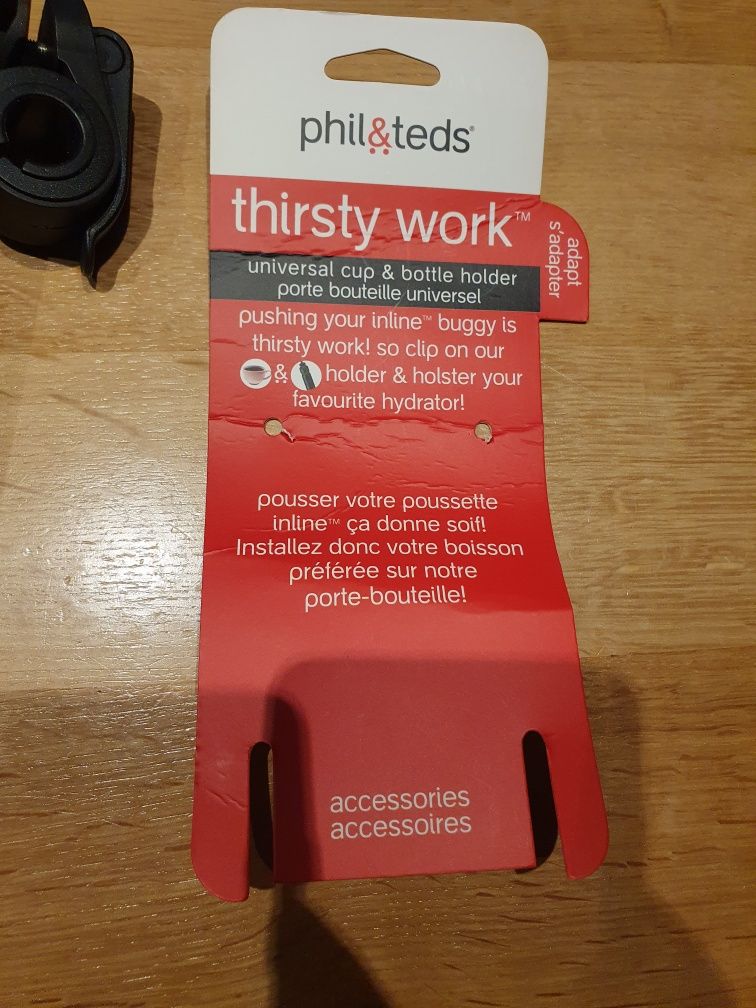 phil&teds®
thirsty work™
adapt
s'adapter
universal cup & bottle holder
porte bouteille universel
pushing your inline™ buggy is
thirsty work! so clip on our
& holder & holster your
favourite hydrator!
pousser votre poussette
inline™ ça donne soif!
Installez donc votre boisson
préférée sur notre
porte-bouteille!
accessories
accessoires